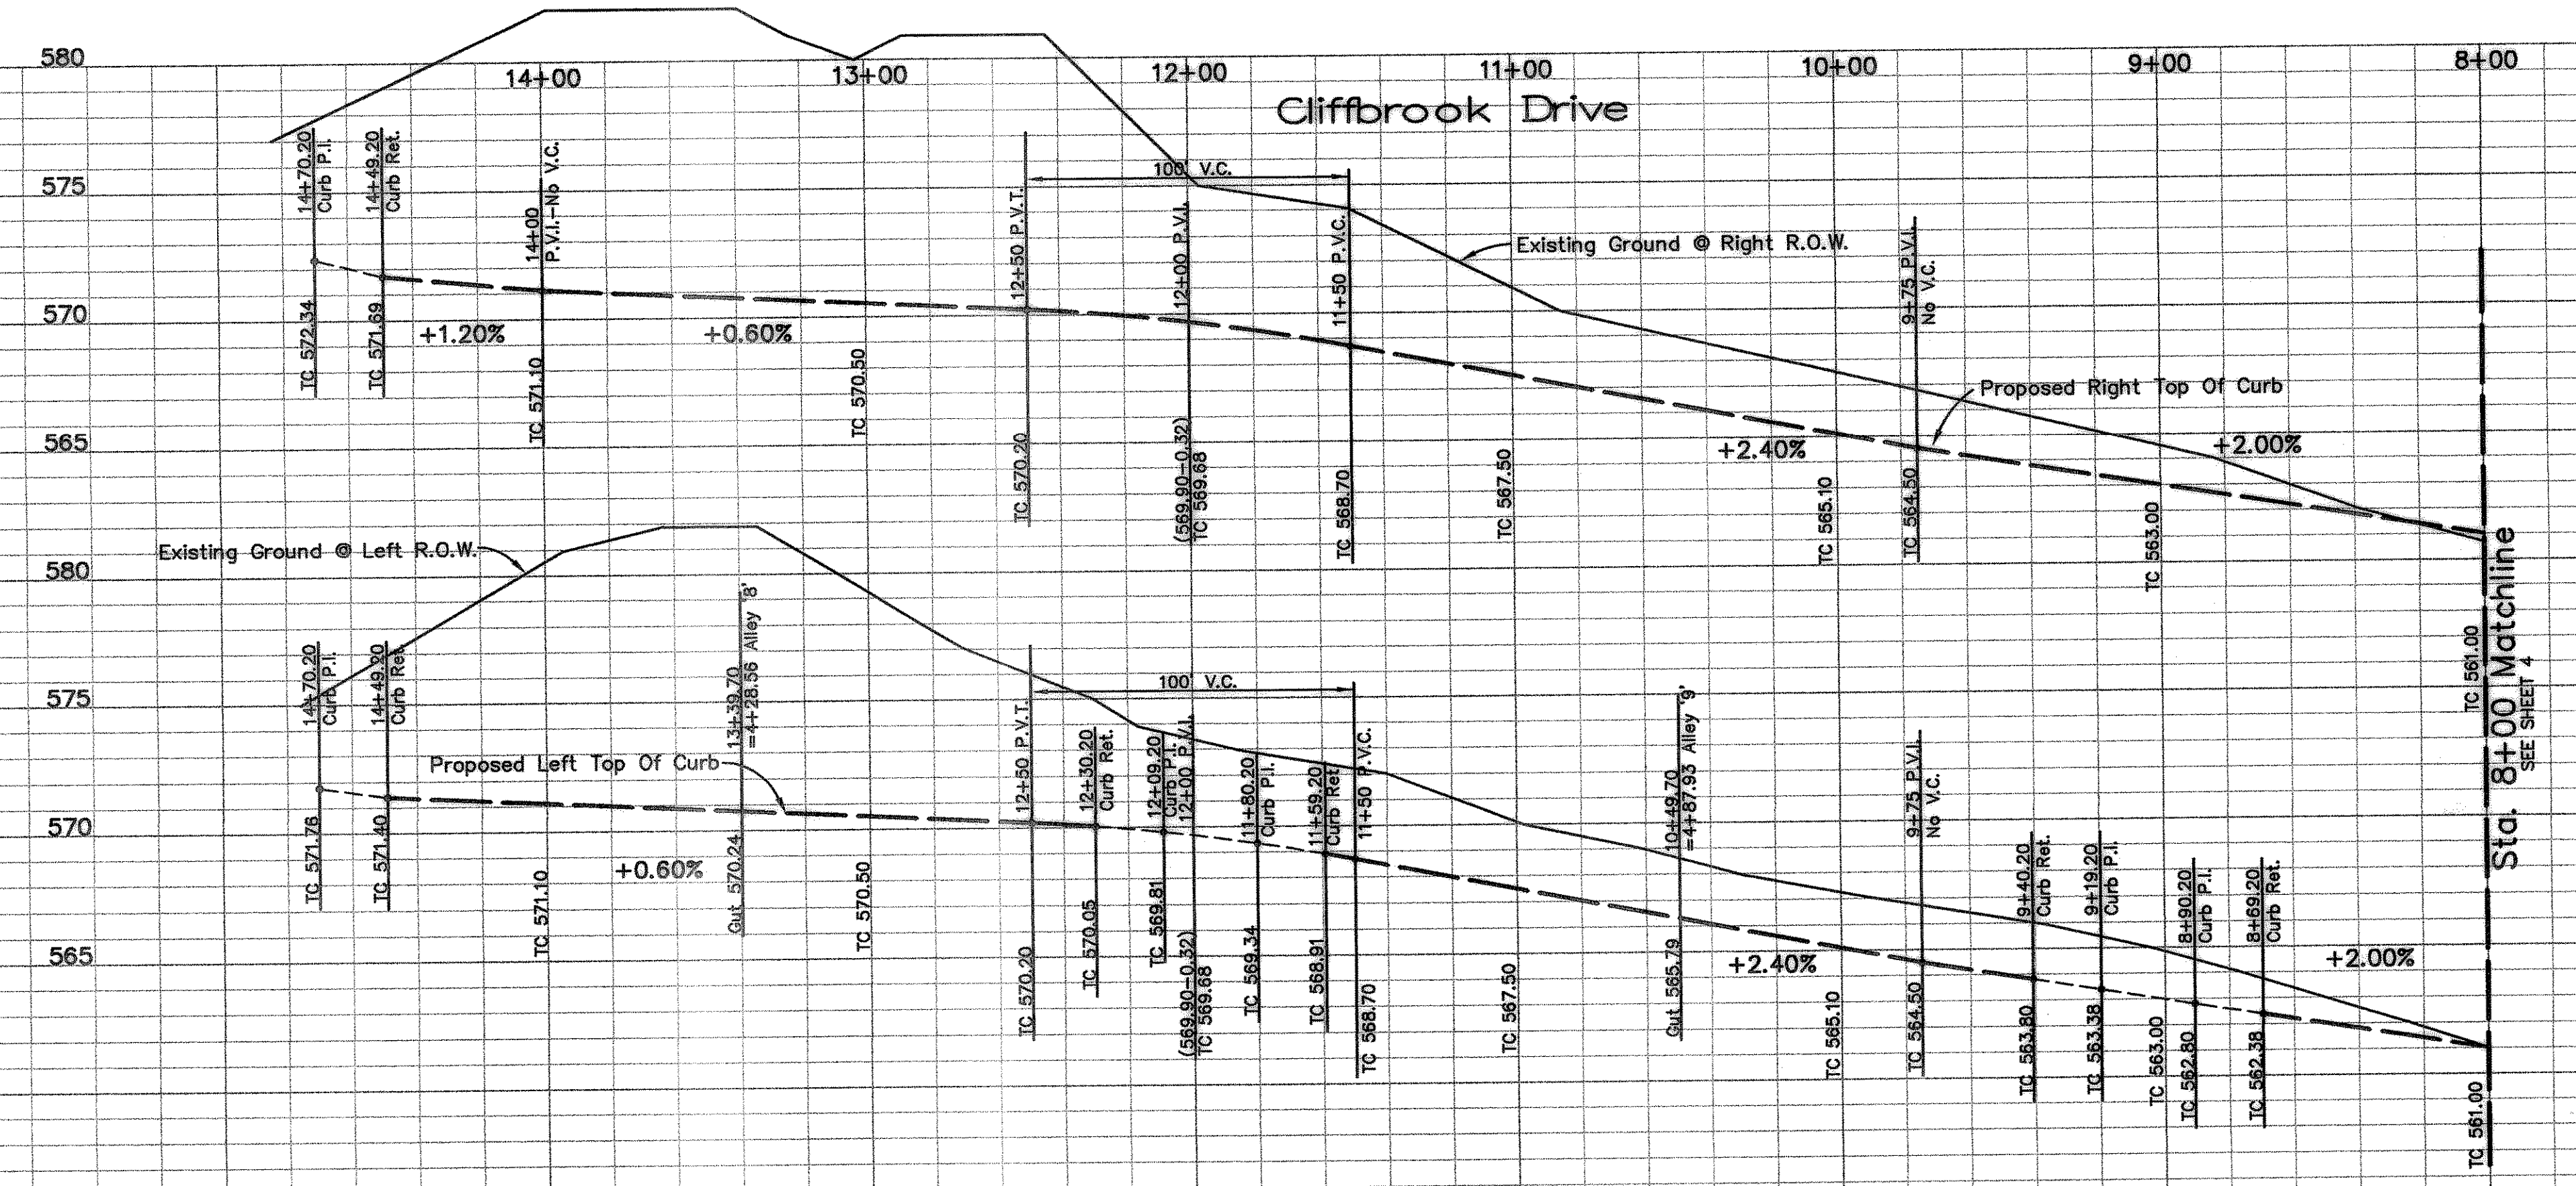 580
14+00
13+00
12+00
11+00
10+00
9+00
8+00
Cliffbrook Drive
575
570
565
14+70.20
Curb P.I.
TC 572.34
14+49.20
Curb Ret.
TC 571.69
+1.20%
14+00
P.V.I.-No V.C.
TC 571.10
+0.60%
TC 570.50
12+50 P.V.T.
TC 570.20
100' V.C.
12+00 P.V.I.
(569.90-0.32)
TC 569.68
11+50 P.V.C.
TC 568.70
Existing Ground @ Right R.O.W.
TC 567.50
+2.40%
TC 565.10
9+75 P.V.I.
No V.C.
TC 564.50
Proposed Right Top Of Curb
+2.00%
TC 563.00
TC 561.00
Sta. 8+00 Matchline
SEE SHEET 4
Existing Ground @ Left R.O.W.
580
575
570
565
14+70.20
Curb P.I.
TC 571.76
14+49.20
Curb Ret.
TC 571.40
Proposed Left Top Of Curb
TC 571.10
+0.60%
13+39.70
=4+28.56 Alley '8'
Gut 570.24
TC 570.50
12+50 P.V.T.
TC 570.20
100' V.C.
12+30.20
Curb Ret.
TC 570.05
12+09.20
Curb P.I.
TC 569.81
12+00 P.V.I.
(569.90-0.32)
TC 569.68
11+80.20
Curb P.I.
TC 569.34
11+59.20
Curb Ret.
TC 568.91
11+50 P.V.C.
TC 568.70
TC 567.50
10+49.70
=4+87.93 Alley '9'
Gut 565.79
+2.40%
TC 565.10
9+75 P.V.I.
No V.C.
TC 564.50
9+40.20
Curb Ret.
TC 563.80
9+19.20
Curb P.I.
TC 563.38
TC 563.00
8+90.20
Curb P.I.
TC 562.80
8+69.20
Curb Ret.
TC 562.38
+2.00%
TC 561.00